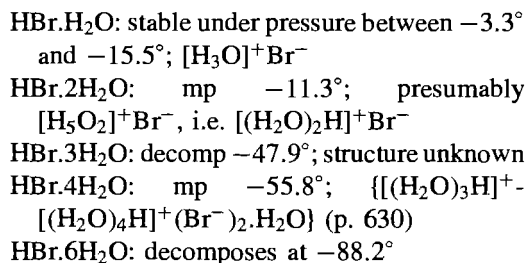 HBr.H₂O: stable under pressure between −3.3°
and −15.5°; [H₃O]⁺Br⁻
HBr.2H₂O: mp −11.3°; presumably
[H₅O₂]⁺Br⁻, i.e. [(H₂O)₂H]⁺Br⁻
HBr.3H₂O: decomp −47.9°; structure unknown
HBr.4H₂O: mp −55.8°; {[(H₂O)₃H]⁺-
[(H₂O)₄H]⁺(Br⁻)₂.H₂O} (p. 630)
HBr.6H₂O: decomposes at −88.2°